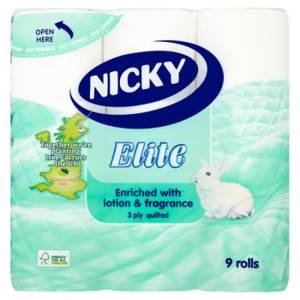 OPEN
HERE
NICKY
Together we're
planting
trees across
the UK
Elite
Enriched with
lotion & fragrance
3 ply quilted
FSC
9 rolls